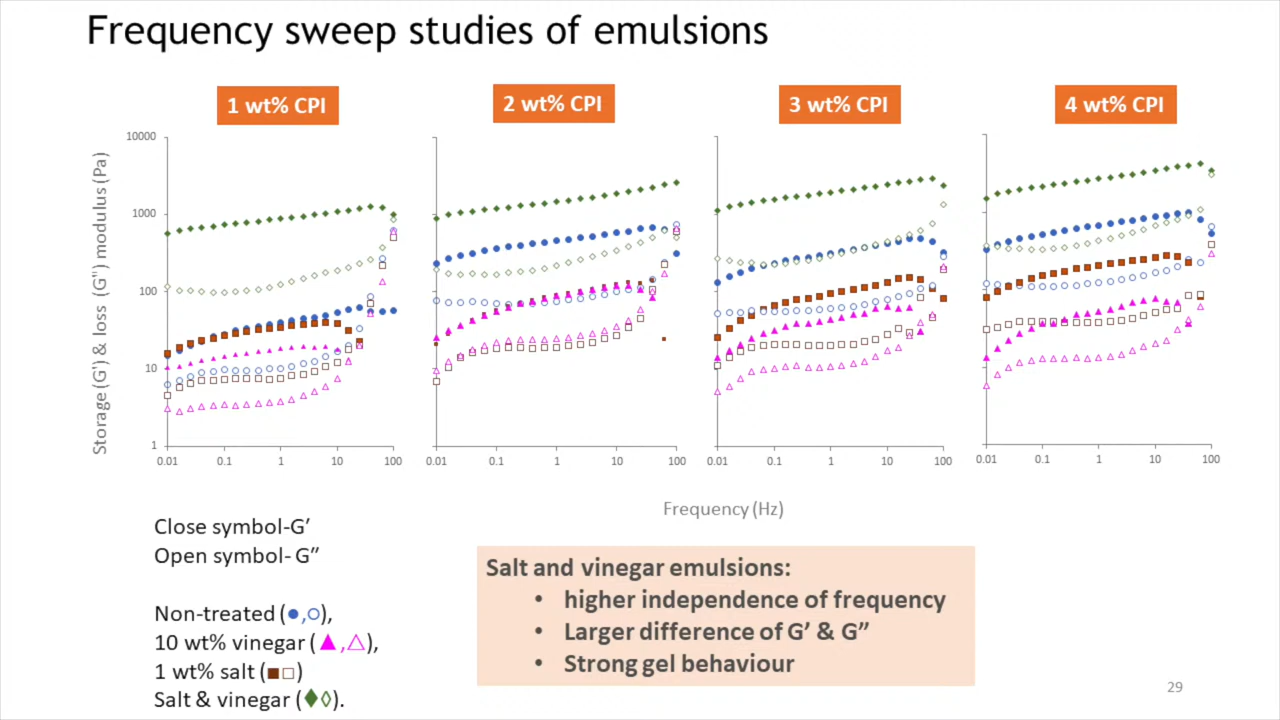 Frequency sweep studies of emulsions
1 wt% CPI
2 wt% CPI
3 wt% CPI
4 wt% CPI
Storage (G') & loss (G") modulus (Pa)
10000
1000
100
10
1
0.01 0.1 1 10 100
0.01 0.1 1 10 100
0.01 0.1 1 10 100
0.01 0.1 1 10 100
Frequency (Hz)
Close symbol-G’
Open symbol- G”
Non-treated (●,○),
10 wt% vinegar (▲,△),
1 wt% salt (■□)
Salt & vinegar (♦◊).
Salt and vinegar emulsions:
• higher independence of frequency
• Larger difference of G’ & G”
• Strong gel behaviour
29